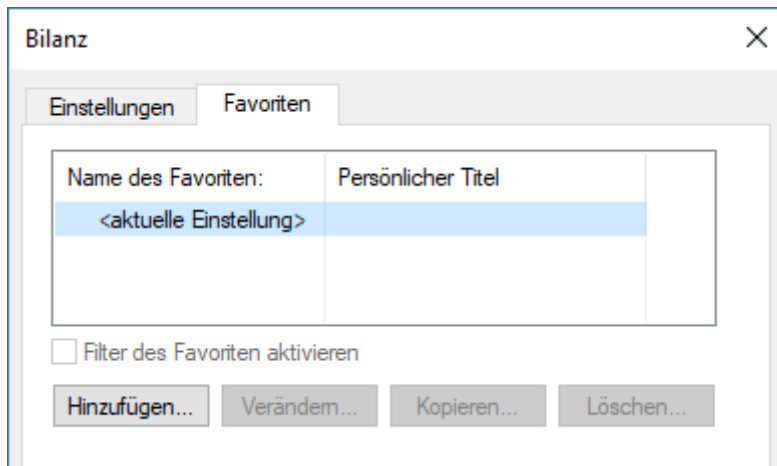 Bilanz
Einstellungen Favoriten
Name des Favoriten: Persönlicher Titel
<aktuelle Einstellung>
Filter des Favoriten aktivieren
Hinzufügen... Verändern... Kopieren... Löschen...